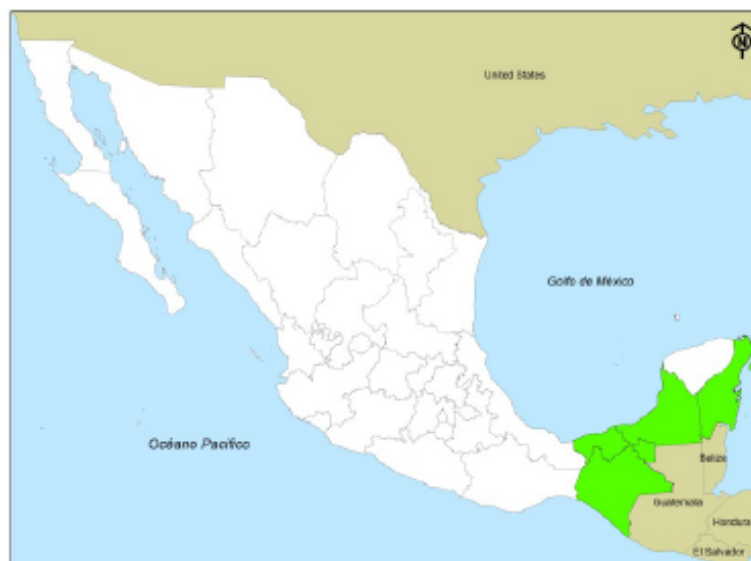 N
United States
Golfo de México
Océano Pacífico
Belize
Guatemala
Hondura
El Salvador